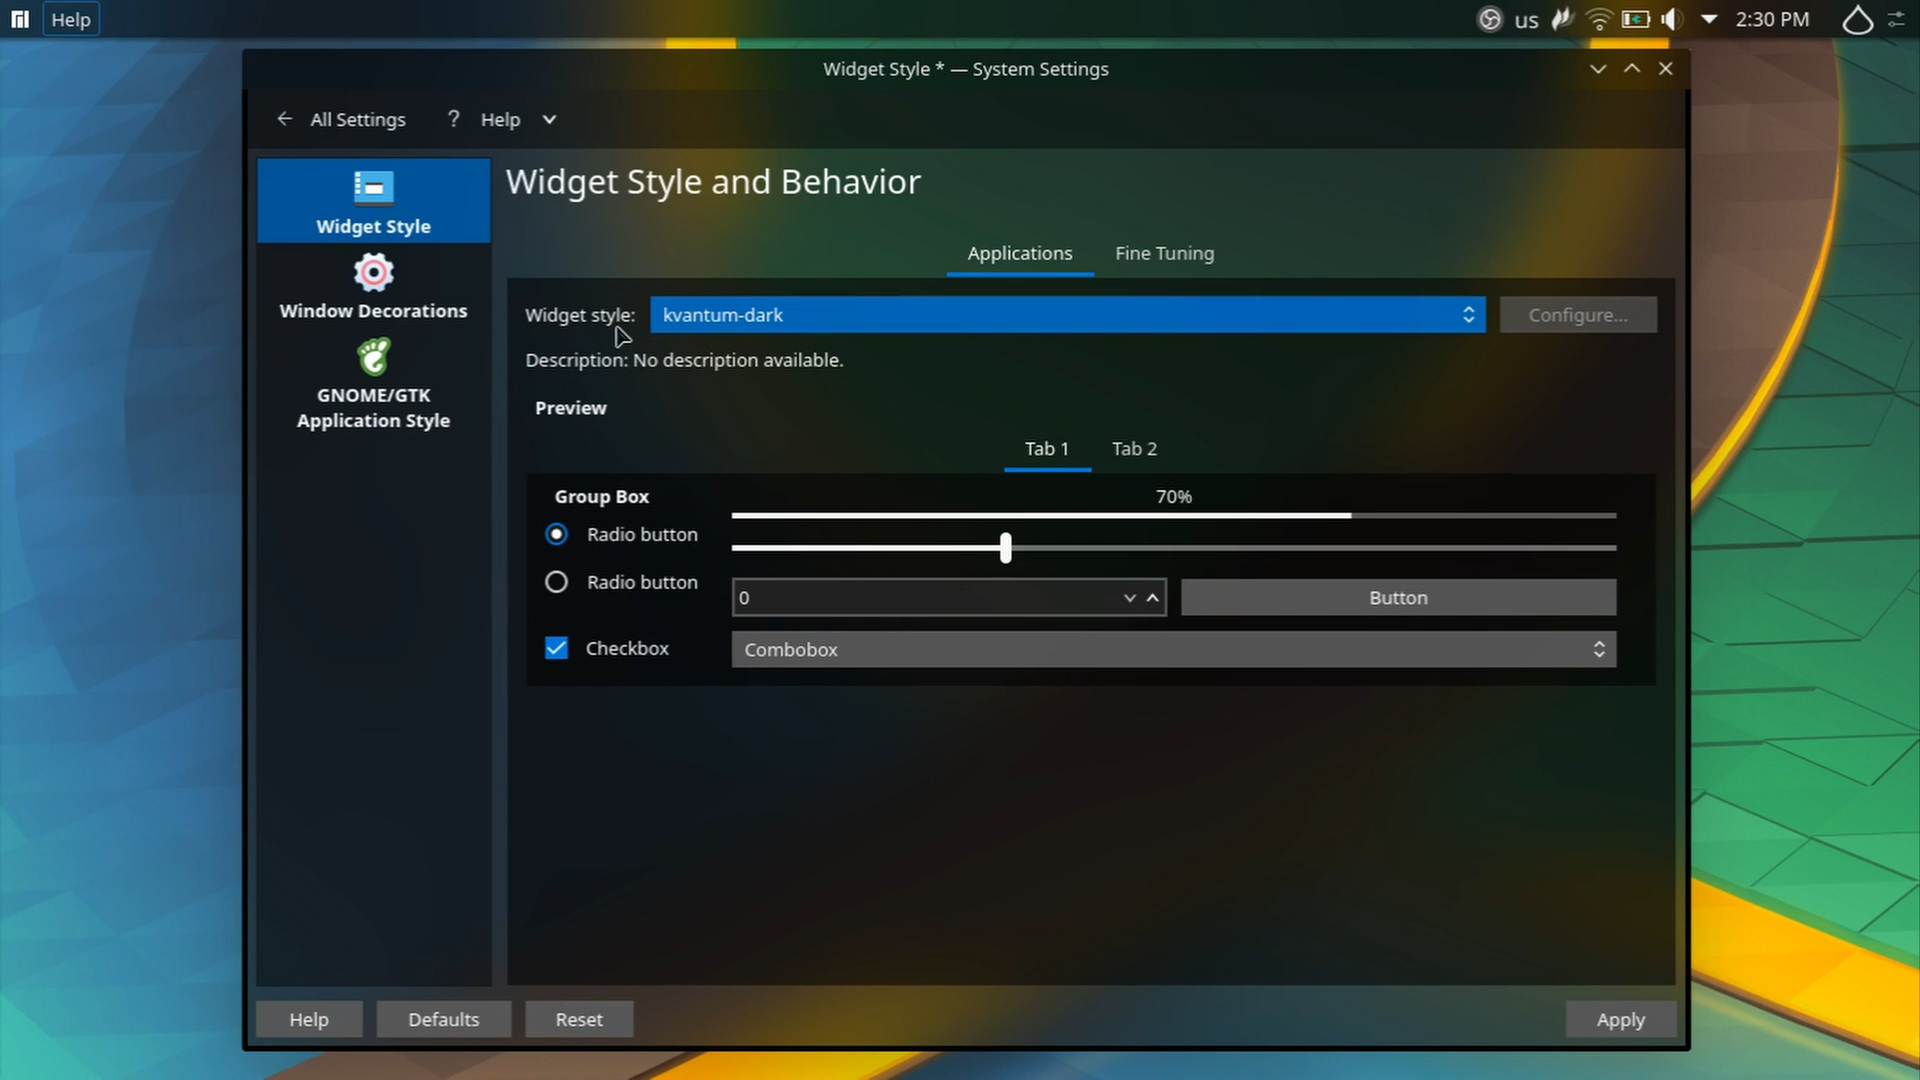 Help
us
2:30 PM
Widget Style * — System Settings
All Settings
? Help
Widget Style
Window Decorations
GNOME/GTK
Application Style
Widget Style and Behavior
Applications
Fine Tuning
Widget style:
kvantum-dark
Configure...
Description: No description available.
Preview
Tab 1
Tab 2
Group Box
70%
Radio button
Radio button
0
Button
Checkbox
Combobox
Help
Defaults
Reset
Apply